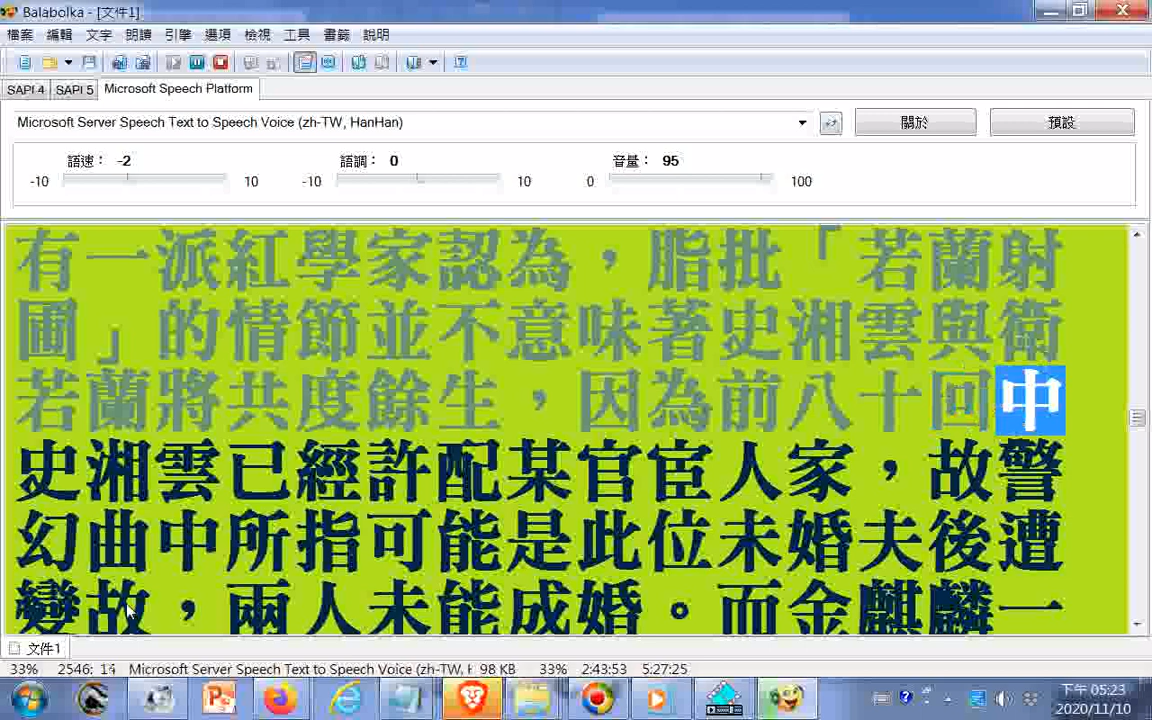 Balabolka - [文件1]
檔案 編輯 文字 朗讀 引擎 選項 檢視 工具 書籤 說明
SAPI 4 SAPI 5 Microsoft Speech Platform
Microsoft Server Speech Text to Speech Voice (zh-TW, HanHan) 關於 預設
語速： -2 語調： 0 音量： 95
-10 10 -10 10 0 100
有一派紅學家認為，脂批「若蘭射
圃」的情節並不意味著史湘雲與衛
若蘭將共度餘生，因為前八十回中
史湘雲已經許配某官宦人家，故警
幻曲中所指可能是此位未婚夫後遭
變故，兩人未能成婚。而金麒麟一
文件1
33% 2546: 14 Microsoft Server Speech Text to Speech Voice (zh-TW, H 98 KB 33% 2:43:53 5:27:25
下午 05:23
2020/11/10